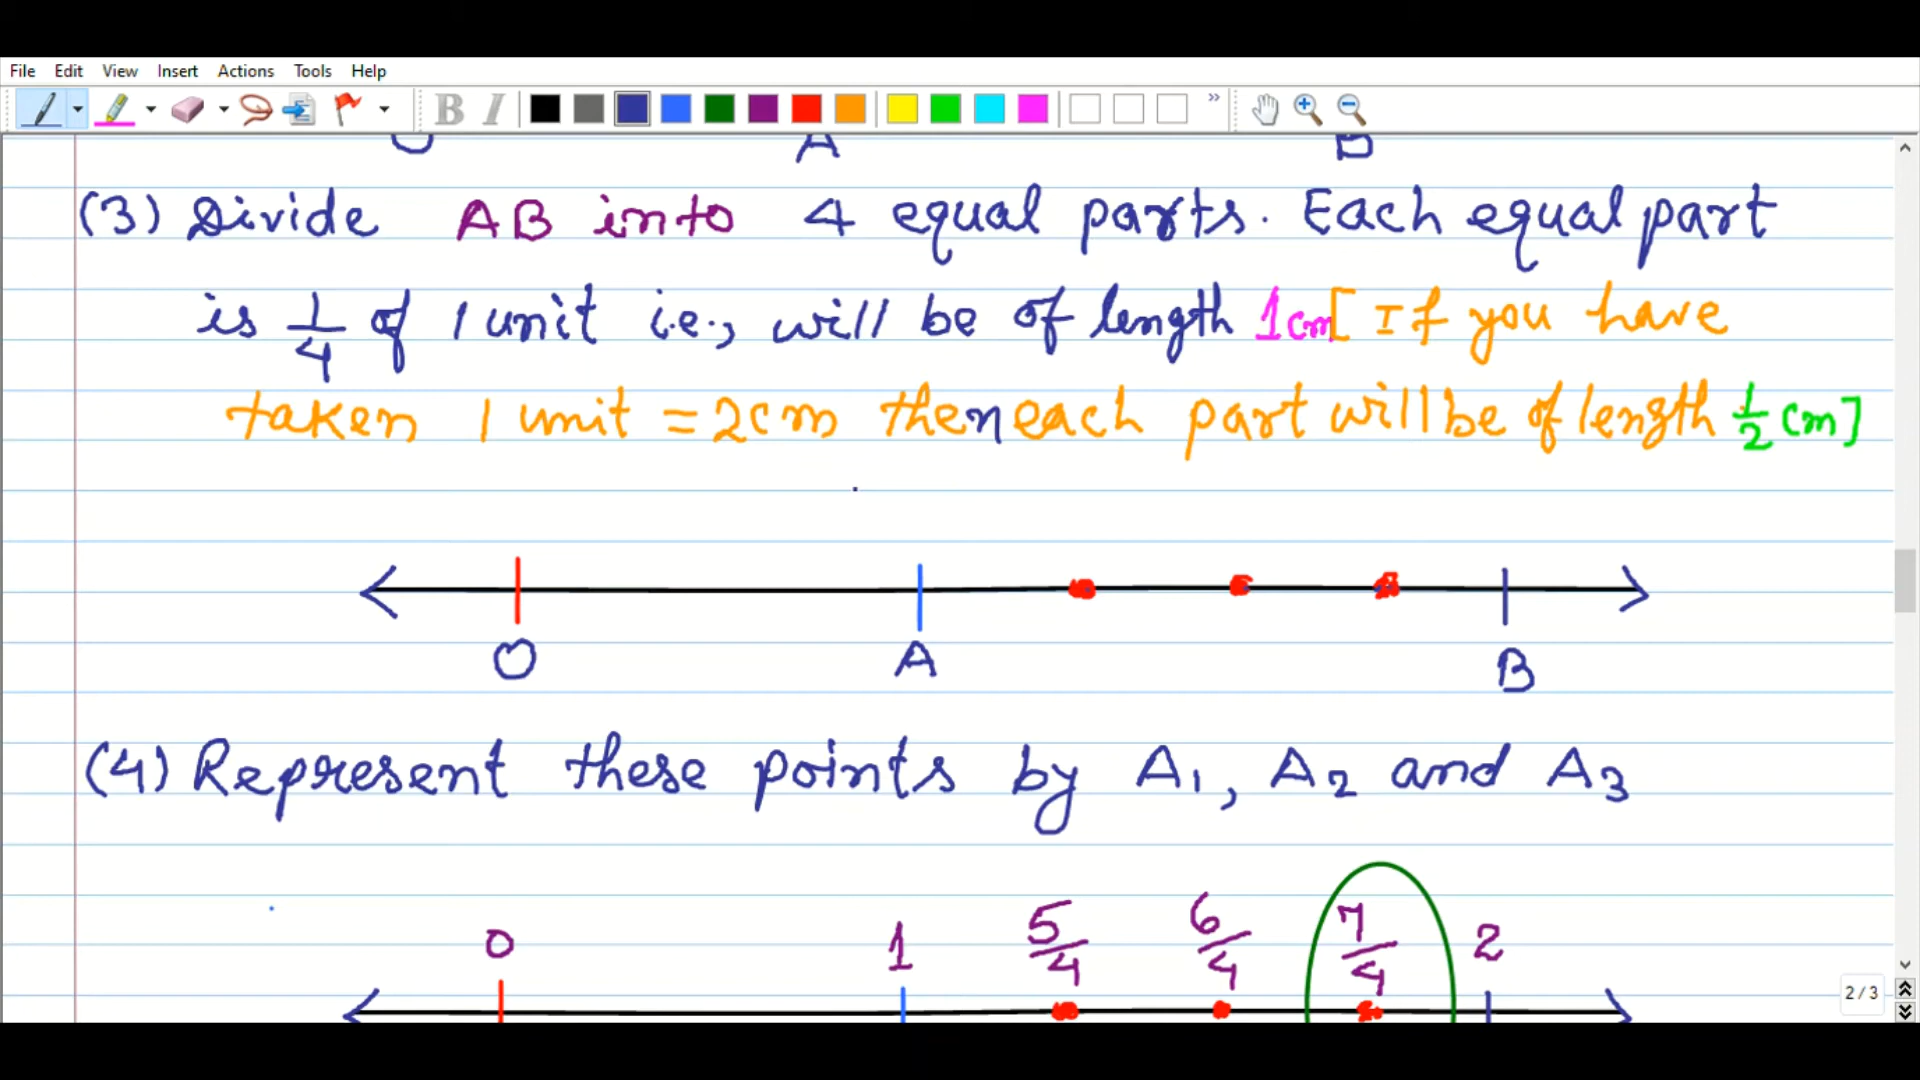 File Edit View Insert Actions Tools Help
B I
O A B
(3) Divide AB into 4 equal parts. Each equal part
is 1/4 of 1 unit i.e., will be of length 1cm [If you have
taken 1 unit = 2cm then each part will be of length 1/2 cm]
O A B
(4) Represent these points by A1, A2 and A3
0 1 5/4 6/4 7/4 2
2/3